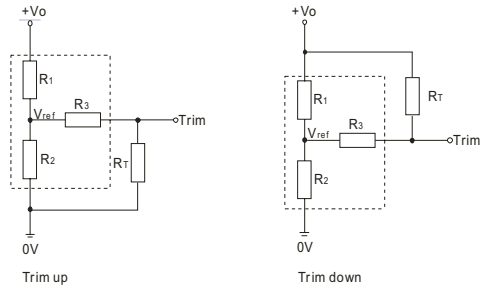 +Vo
R1
Vref
R3
Trim
R2
RT
0V
Trim up
+Vo
R1
RT
Vref
R3
Trim
R2
0V
Trim down